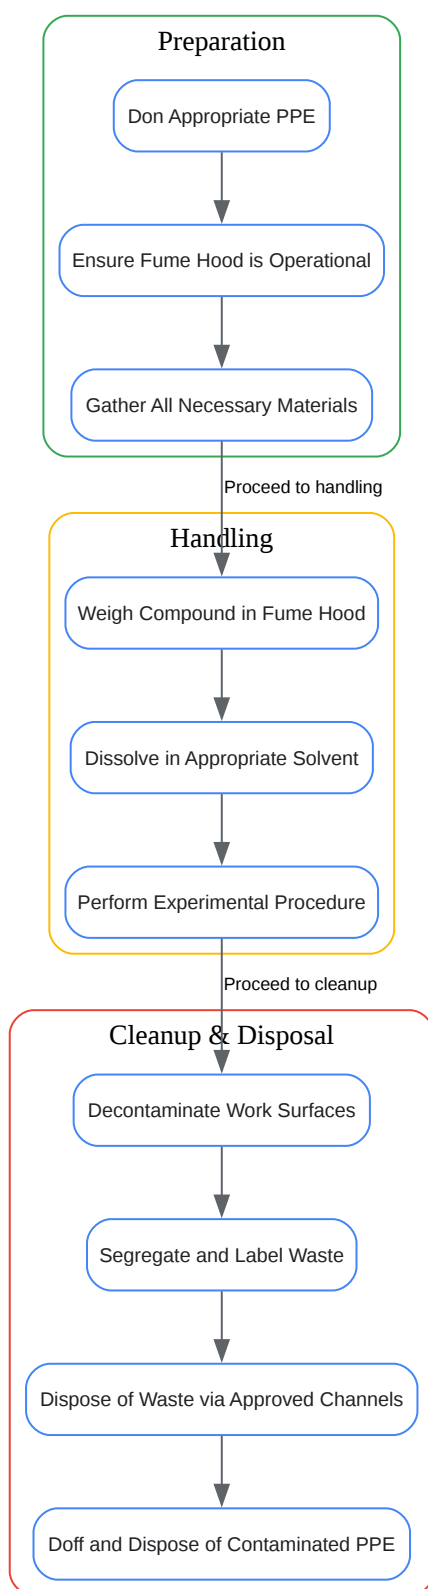 Preparation
Don Appropriate PPE
Ensure Fume Hood is Operational
Gather All Necessary Materials
Proceed to handling
Handling
Weigh Compound in Fume Hood
Dissolve in Appropriate Solvent
Perform Experimental Procedure
Proceed to cleanup
Cleanup & Disposal
Decontaminate Work Surfaces
Segregate and Label Waste
Dispose of Waste via Approved Channels
Doff and Dispose of Contaminated PPE